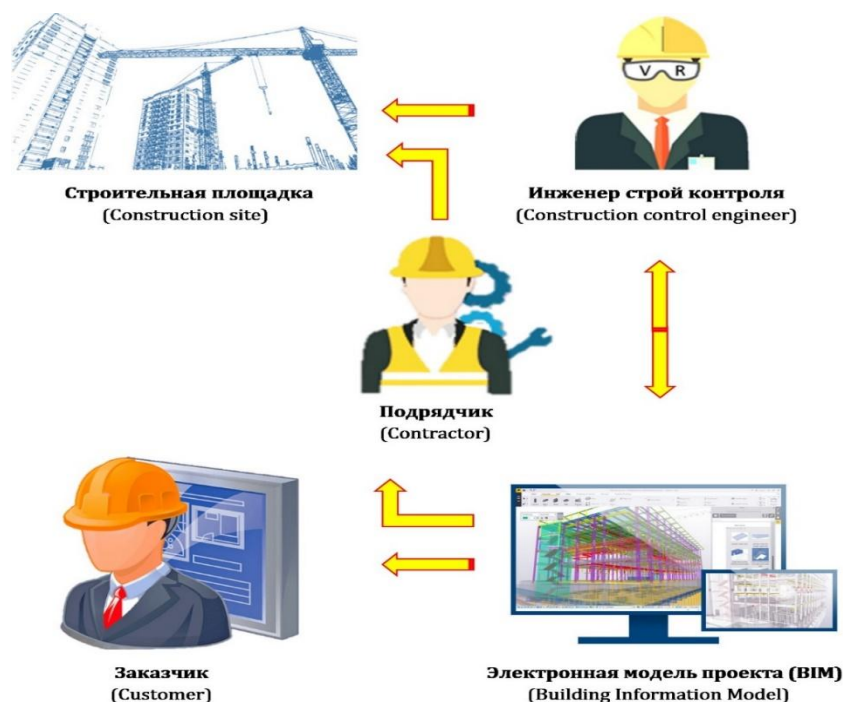 V R
Строительная площадка
(Construction site)
Инженер строй контроля
(Construction control engineer)
Подрядчик
(Contractor)
Заказчик
(Customer)
Электронная модель проекта (BIM)
(Building Information Model)